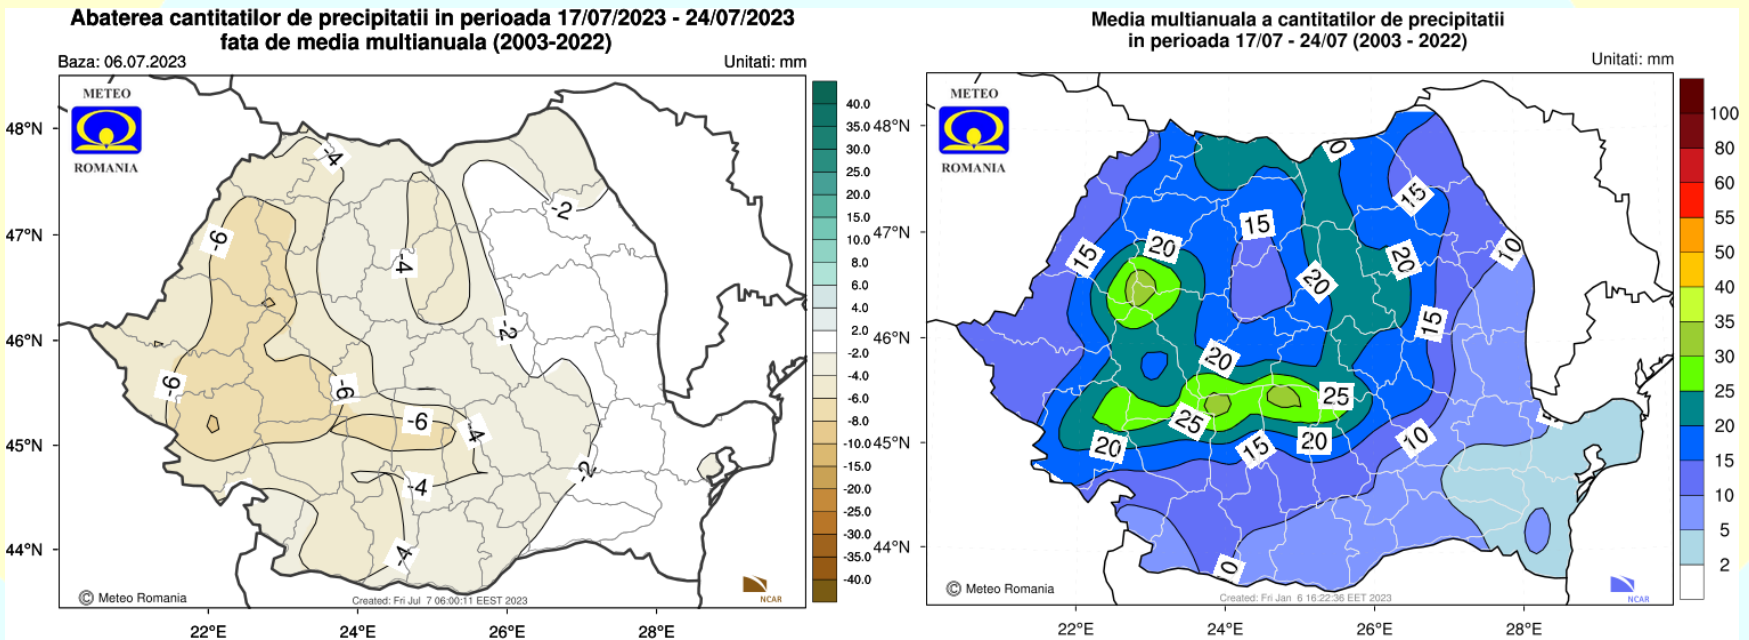 Abaterea cantitatilor de precipitatii in perioada 17/07/2023 - 24/07/2023
fata de media multianuala (2003-2022)
Baza: 06.07.2023
Unitati: mm
METEO
ROMANIA
48°N
47°N
46°N
45°N
44°N
22°E
24°E
26°E
28°E
-4
-2
-6
-4
-2
-6
-6
-6
-4
-4
-2
-4
40.0
35.0
30.0
25.0
20.0
15.0
10.0
8.0
6.0
4.0
2.0
-2.0
-4.0
-6.0
-8.0
-10.0
-15.0
-20.0
-25.0
-30.0
-35.0
-40.0
© Meteo Romania
Created: Fri Jul 7 06:00:11 EEST 2023
NCAR
Media multianuala a cantitatilor de precipitatii
in perioada 17/07 - 24/07 (2003 - 2022)
Unitati: mm
METEO
ROMANIA
48°N
47°N
46°N
45°N
44°N
22°E
24°E
26°E
28°E
0
15
15
20
15
10
20
20
15
20
25
25
20
15
20
10
0
100
80
60
55
50
40
35
30
25
20
15
10
5
2
© Meteo Romania
Created: Fri Jan 6 16:22:36 EET 2023
NCAR